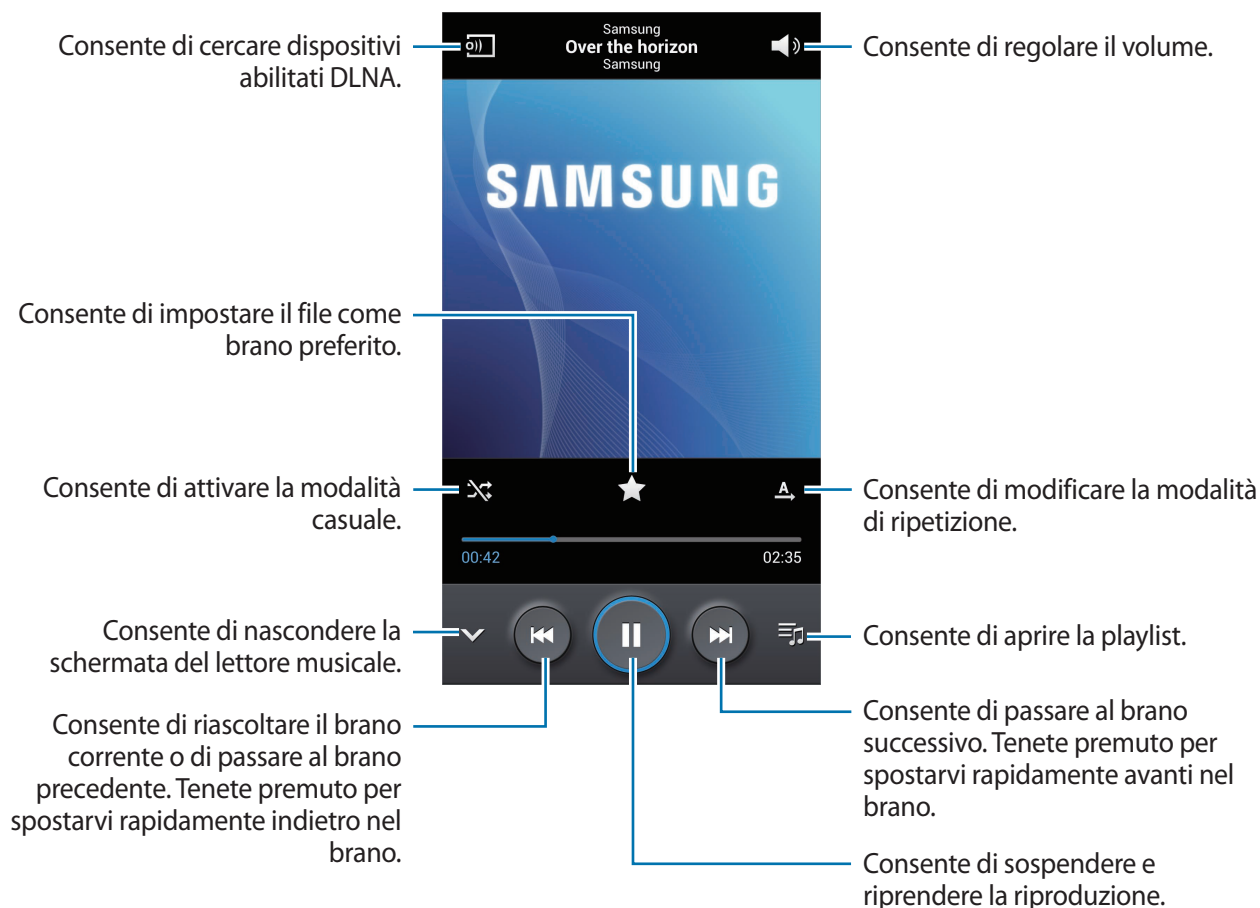 Consente di cercare dispositivi
abilitati DLNA.
Samsung
Over the horizon
Samsung
Consente di regolare il volume.
SAMSUNG
Consente di impostare il file come
brano preferito.
Consente di attivare la modalità
casuale.
A
Consente di modificare la modalità
di ripetizione.
00:42
02:35
Consente di nascondere la
schermata del lettore musicale.
Consente di aprire la playlist.
Consente di riascoltare il brano
corrente o di passare al brano
precedente. Tenete premuto per
spostarvi rapidamente indietro nel
brano.
Consente di passare al brano
successivo. Tenete premuto per
spostarvi rapidamente avanti nel
brano.
Consente di sospendere e
riprendere la riproduzione.